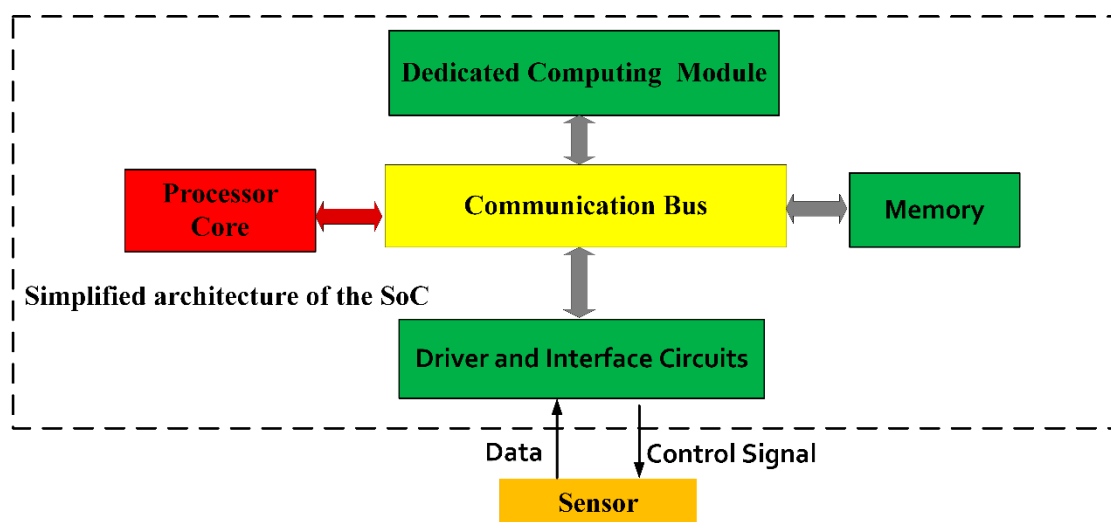 Dedicated Computing Module
Processor
Core
Communication Bus
Memory
Simplified architecture of the SoC
Driver and Interface Circuits
Data
Control Signal
Sensor